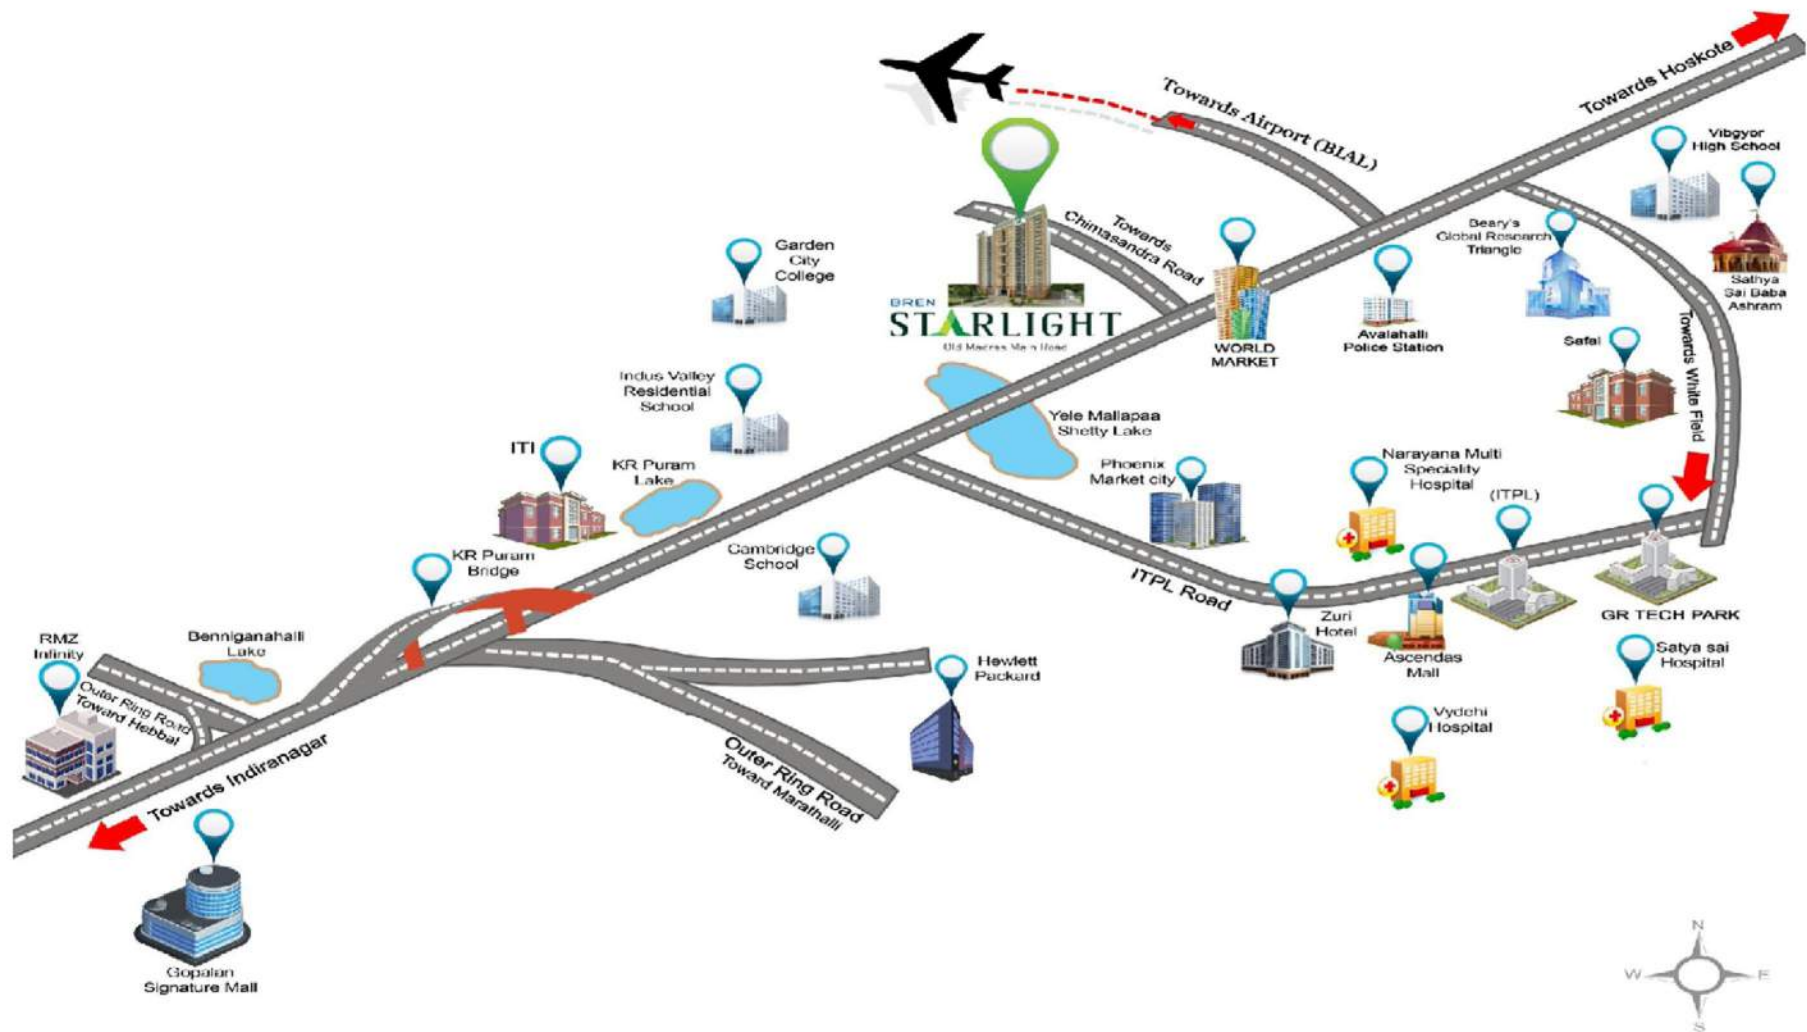 Towards Hoskote
Towards Airport (BIAL)
Vibgyor
High School
Towards
Chimasandra Road
Beary's
Global Research
Triangle
Garden
City
College
Sathya
Sai Baba
Ashram
BREN
STARLIGHT
Old Madras Main Road
WORLD
MARKET
Avalahalli
Police Station
Safal
Towards White Field
Indus Valley
Residential
School
Yele Mallapaa
Shetty Lake
ITI
KR Puram
Lake
Phoenix
Market city
Narayana Multi
Speciality
Hospital
(ITPL)
KR Puram
Bridge
Cambridge
School
ITPL Road
Zuri
Hotel
GR TECH PARK
RMZ
Infinity
Benniganahalli
Lake
Ascendas
Mall
Satya sai
Hospital
Hewlett
Packard
Outer Ring Road
Toward Hebbal
Vydehi
Hospital
Towards Indiranagar
Outer Ring Road
Toward Marathalli
Gopalan
Signature Mall
N
W
E
S